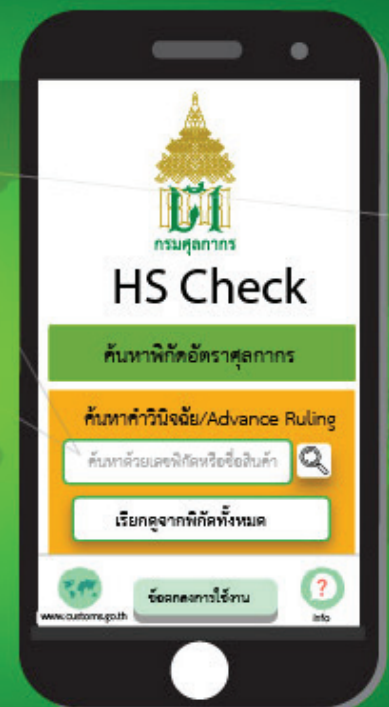 กรมศุลกากร
HS Check
ค้นหาพิกัดอัตราศุลกากร
ค้นหาคำวินิจฉัย/Advance Ruling
ค้นหาด้วยเลขพิกัดหรือชื่อสินค้า
เรียกดูจากพิกัดทั้งหมด
ข้อตกลงการใช้งาน
?
www.customs.go.th
Info